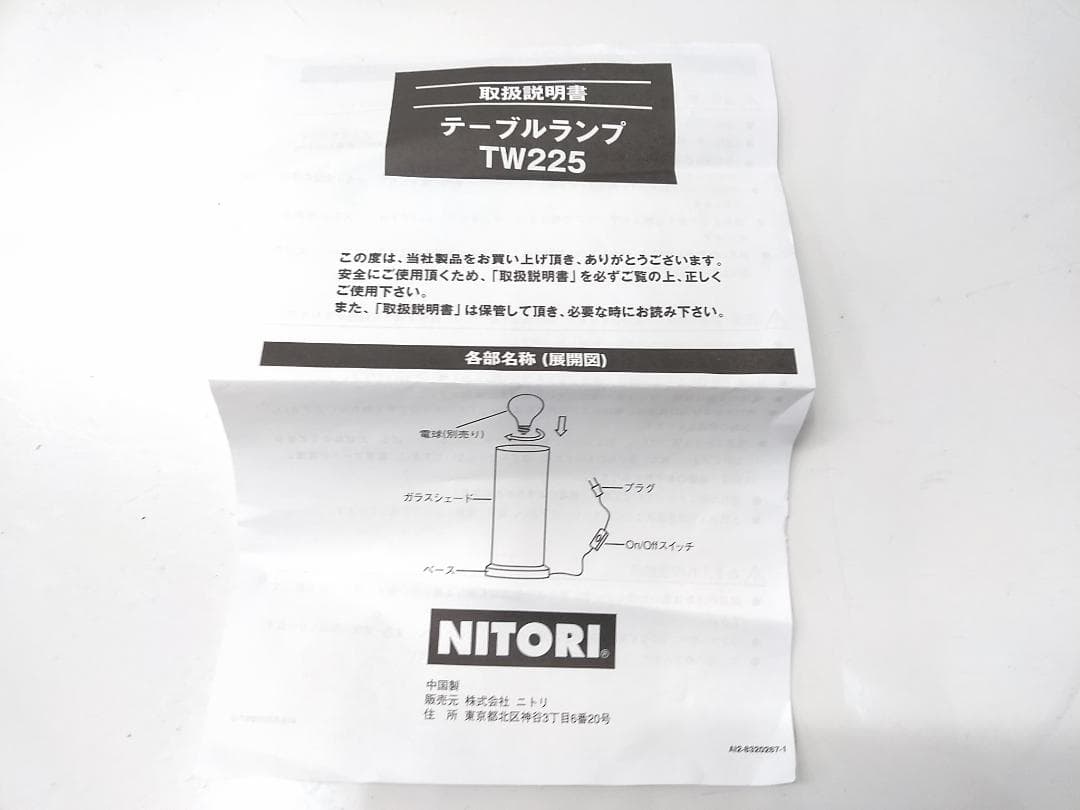 取扱説明書
テーブルランプ
TW225
この度は、当社製品をお買い上げ頂き、ありがとうございます。
安全にご使用頂くため、「取扱説明書」を必ずご覧の上、正しく
ご使用下さい。
また、「取扱説明書」は保管して頂き、必要な時にお読み下さい。
各部名称 (展開図)
電球(別売り)
ガラスシェード
プラグ
On/Offスイッチ
ベース
NITORI®
中国製
販売元 株式会社 ニトリ
住 所 東京都北区神谷3丁目6番20号
AI2-8320267-1